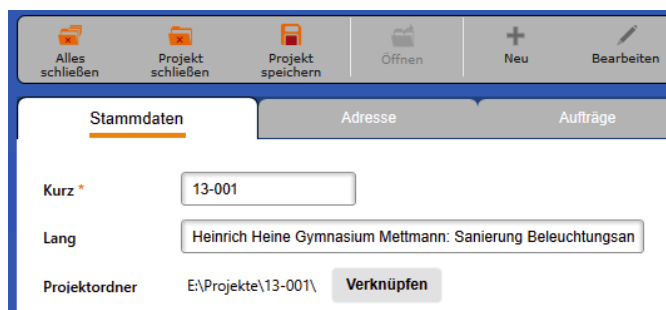 Alles
schließen
Projekt
schließen
Projekt
speichern
Öffnen
Neu
Bearbeiten
Stammdaten
Adresse
Aufträge
Kurz *
13-001
Lang
Heinrich Heine Gymnasium Mettmann: Sanierung Beleuchtungsan
Projektordner
E:\Projekte\13-001\
Verknüpfen